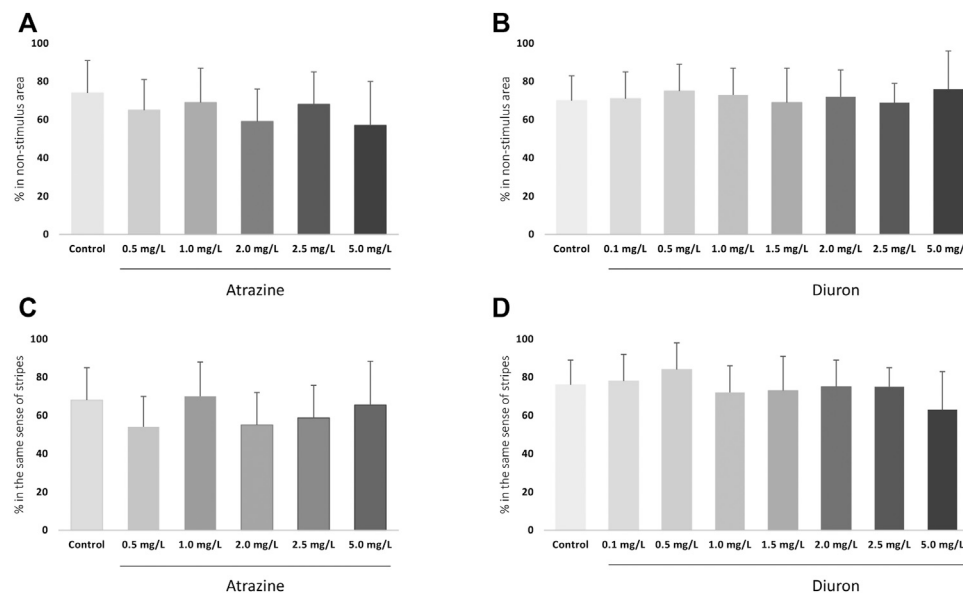 A
% in non-stimulus area
100
80
60
40
20
0
Control 0.5 mg/L 1.0 mg/L 2.0 mg/L 2.5 mg/L 5.0 mg/L
Atrazine
B
% in non-stimulus area
100
80
60
40
20
0
Control 0.1 mg/L 0.5 mg/L 1.0 mg/L 1.5 mg/L 2.0 mg/L 2.5 mg/L 5.0 mg/L
Diuron
C
% in the same sense of stripes
100
80
60
40
20
0
Control 0.5 mg/L 1.0 mg/L 2.0 mg/L 2.5 mg/L 5.0 mg/L
Atrazine
D
% in the same sense of stripes
100
80
60
40
20
0
Control 0.1 mg/L 0.5 mg/L 1.0 mg/L 1.5 mg/L 2.0 mg/L 2.5 mg/L 5.0 mg/L
Diuron